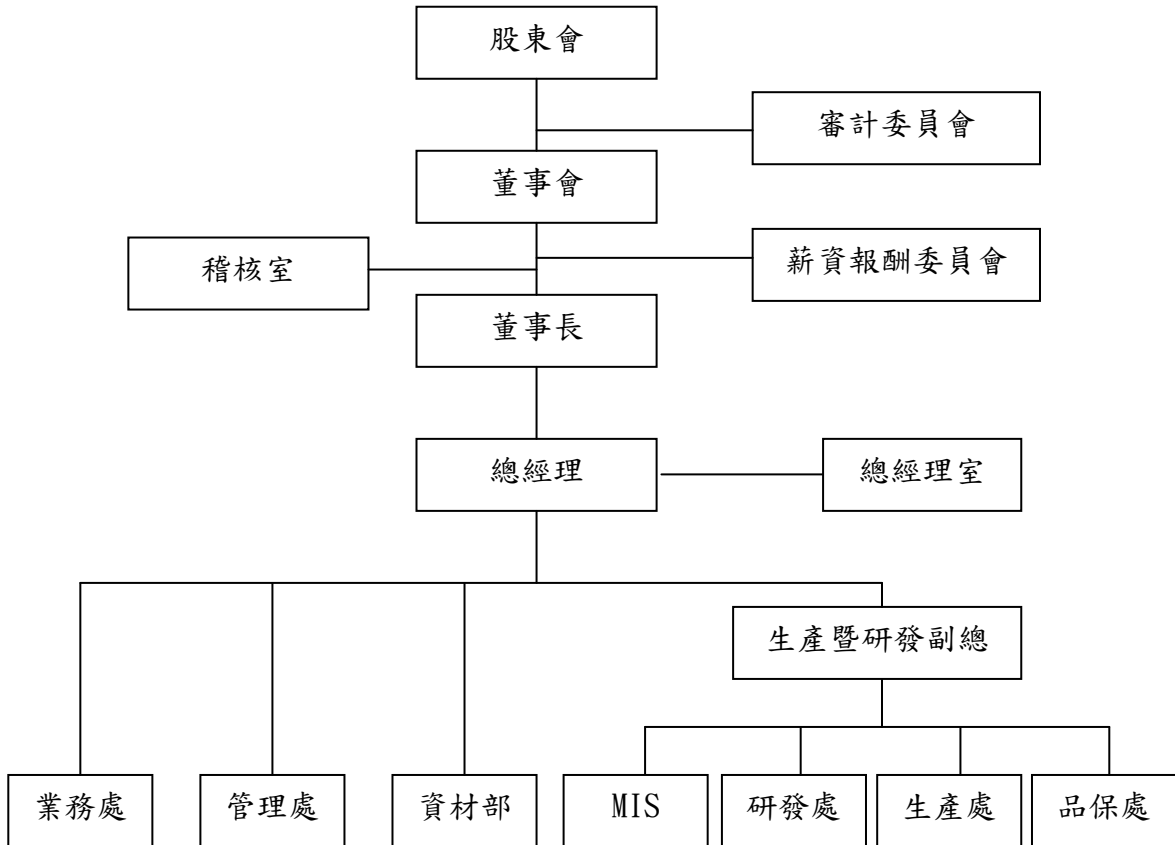 股東會
審計委員會
董事會
薪資報酬委員會
稽核室
董事長
總經理
總經理室
生產暨研發副總
業務處
管理處
資材部
MIS
研發處
生產處
品保處